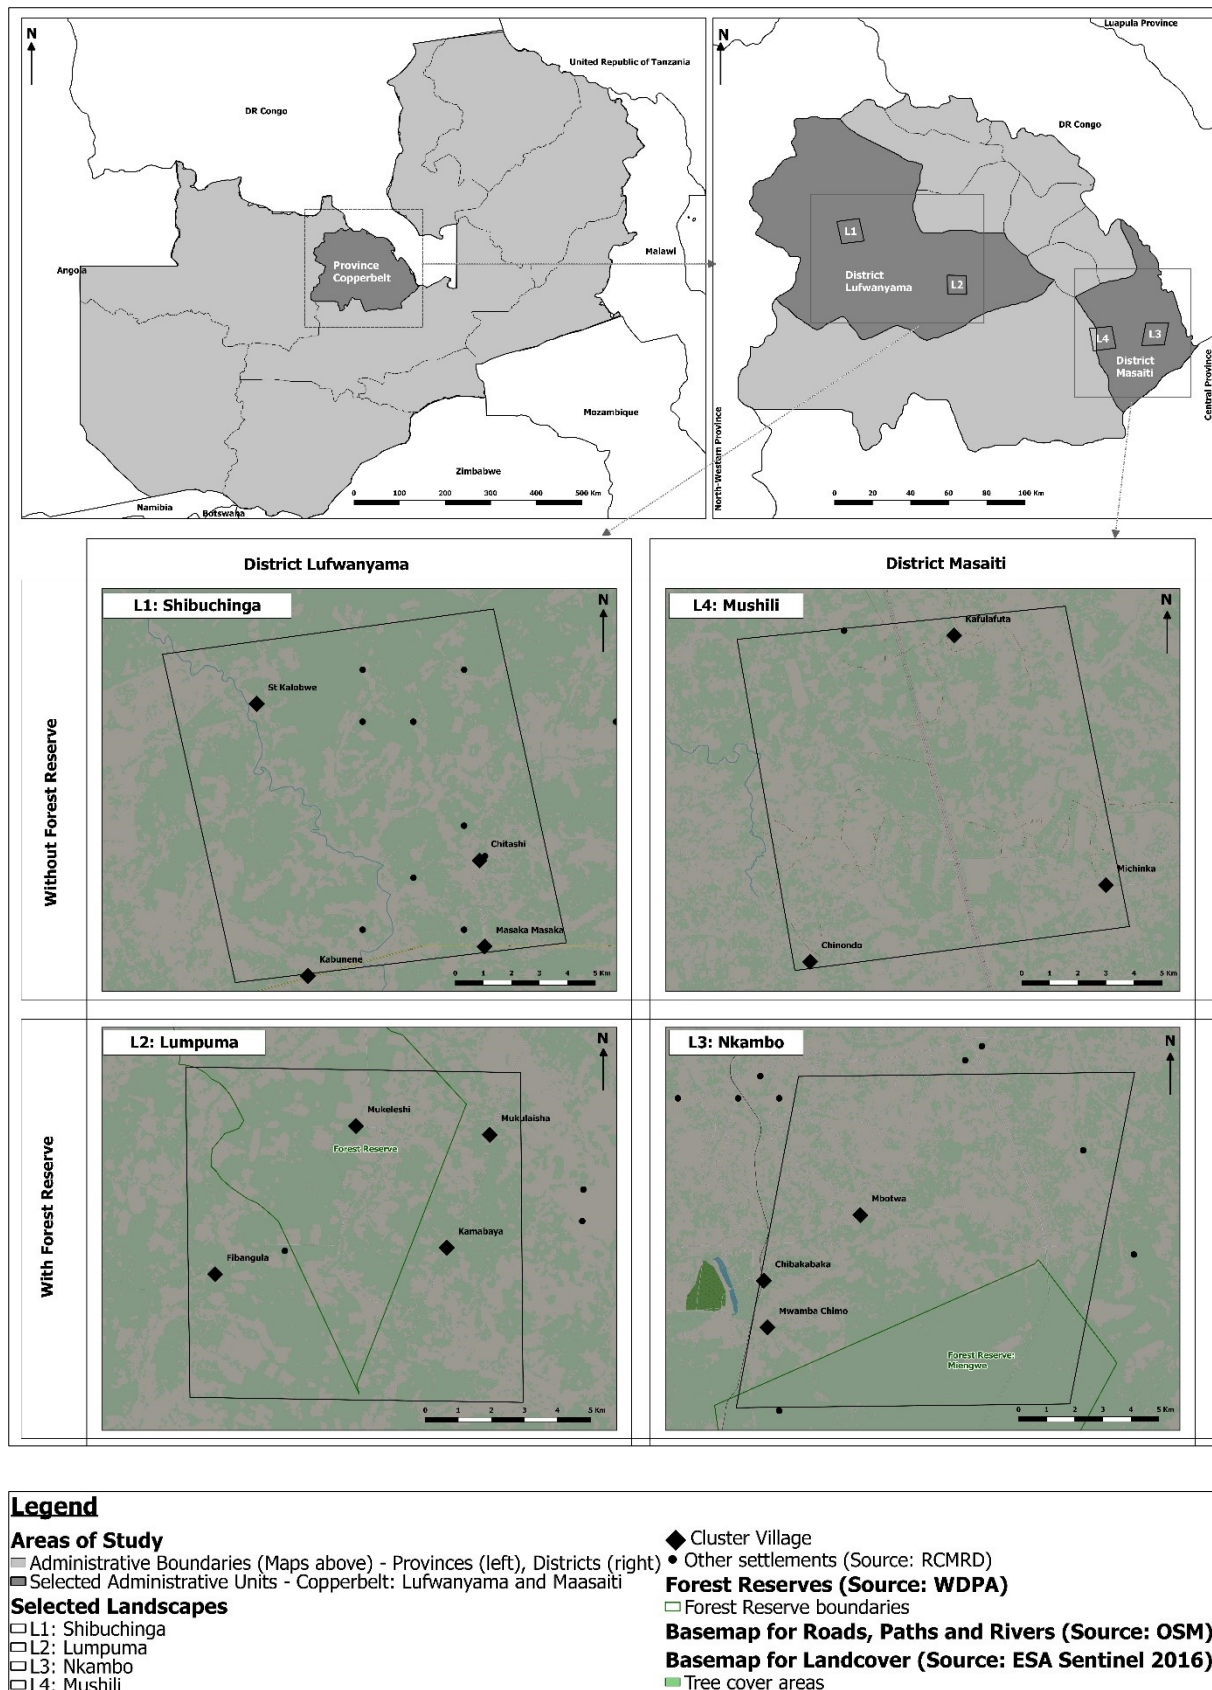 N
United Republic of Tanzania
DR Congo
Angola
Province
Copperbelt
Malawi
Mozambique
Zimbabwe
Namibia
Botswana
0 100 200 300 400 500 Km
N
Luapula Province
DR Congo
L1
District
Lufwanyama
L2
L4
L3
District
Masaiti
North-Western Province
Central Province
0 20 40 60 80 100 Km
District Lufwanyama
District Masaiti
Without Forest Reserve
L1: Shibuchinga
N
St Kalobwe
Chitashi
Masaka Masaka
Kabunene
0 1 2 3 4 5 Km
L4: Mushili
N
Kafulafuta
Michinka
Chinondo
0 1 2 3 4 5 Km
With Forest Reserve
L2: Lumpuma
N
Mukeleshi
Mukulaisha
Forest Reserve
Kamabaya
Fibangula
0 1 2 3 4 5 Km
L3: Nkambo
N
Mbotwa
Chibakabaka
Mwamba Chimo
Forest Reserve:
Miengwe
0 1 2 3 4 5 Km
Legend
Areas of Study
Administrative Boundaries (Maps above) - Provinces (left), Districts (right)
Selected Administrative Units - Copperbelt: Lufwanyama and Maasaiti
Selected Landscapes
L1: Shibuchinga
L2: Lumpuma
L3: Nkambo
L4: Mushili
Cluster Village
Other settlements (Source: RCMRD)
Forest Reserves (Source: WDPA)
Forest Reserve boundaries
Basemap for Roads, Paths and Rivers (Source: OSM)
Basemap for Landcover (Source: ESA Sentinel 2016)
Tree cover areas